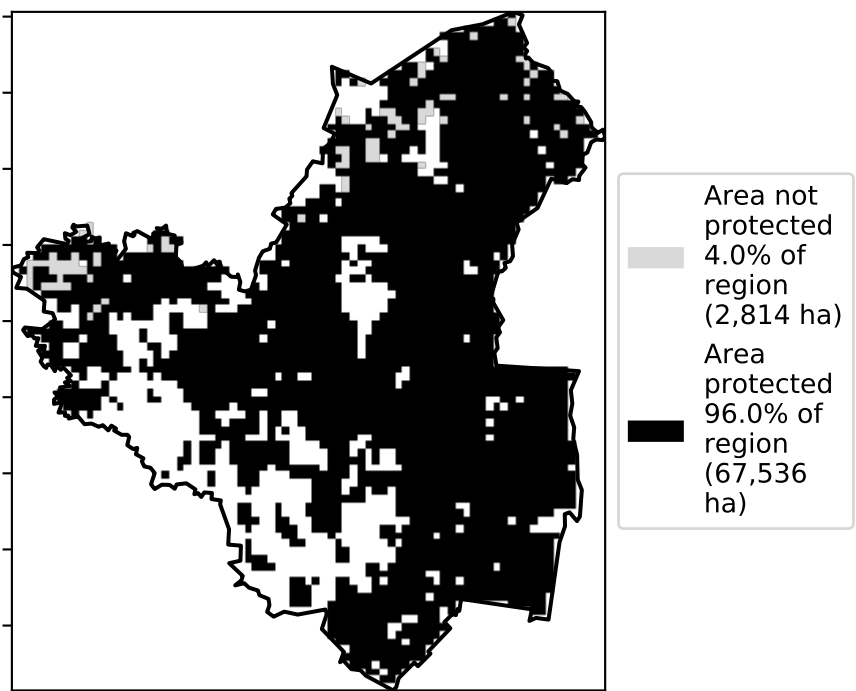 Area not
protected
4.0% of
region
(2,814 ha)
Area
protected
96.0% of
region
(67,536
ha)